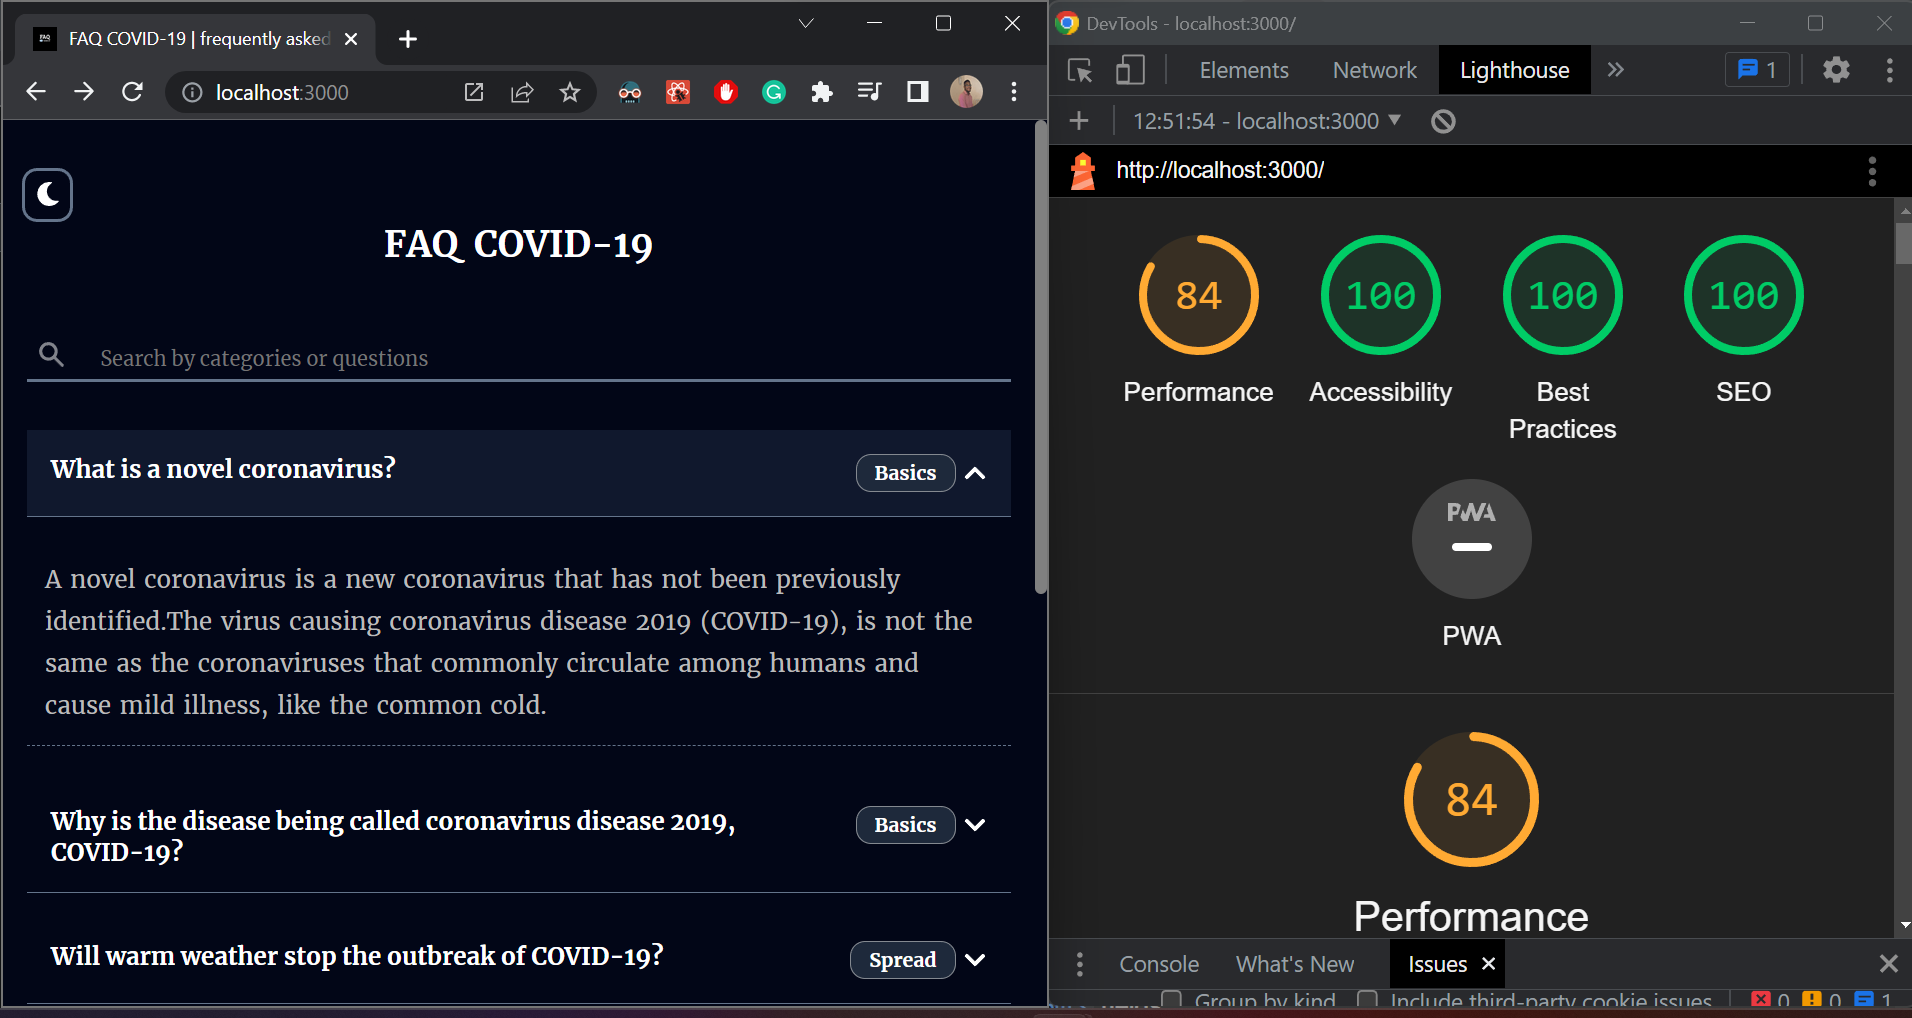 FAQ COVID-19 | frequently asked
localhost:3000
FAQ COVID-19
Search by categories or questions
What is a novel coronavirus?
Basics
A novel coronavirus is a new coronavirus that has not been previously
identified.The virus causing coronavirus disease 2019 (COVID-19), is not the
same as the coronaviruses that commonly circulate among humans and
cause mild illness, like the common cold.
Why is the disease being called coronavirus disease 2019,
COVID-19?
Basics
Will warm weather stop the outbreak of COVID-19?
Spread
DevTools - localhost:3000/
Elements Network Lighthouse 1
12:51:54 - localhost:3000
http://localhost:3000/
84 100 100 100
Performance Accessibility Best Practices SEO
PWA
PWA
84
Performance
Console What's New Issues
Group by kind Include third-party cookie issues 0 0 1